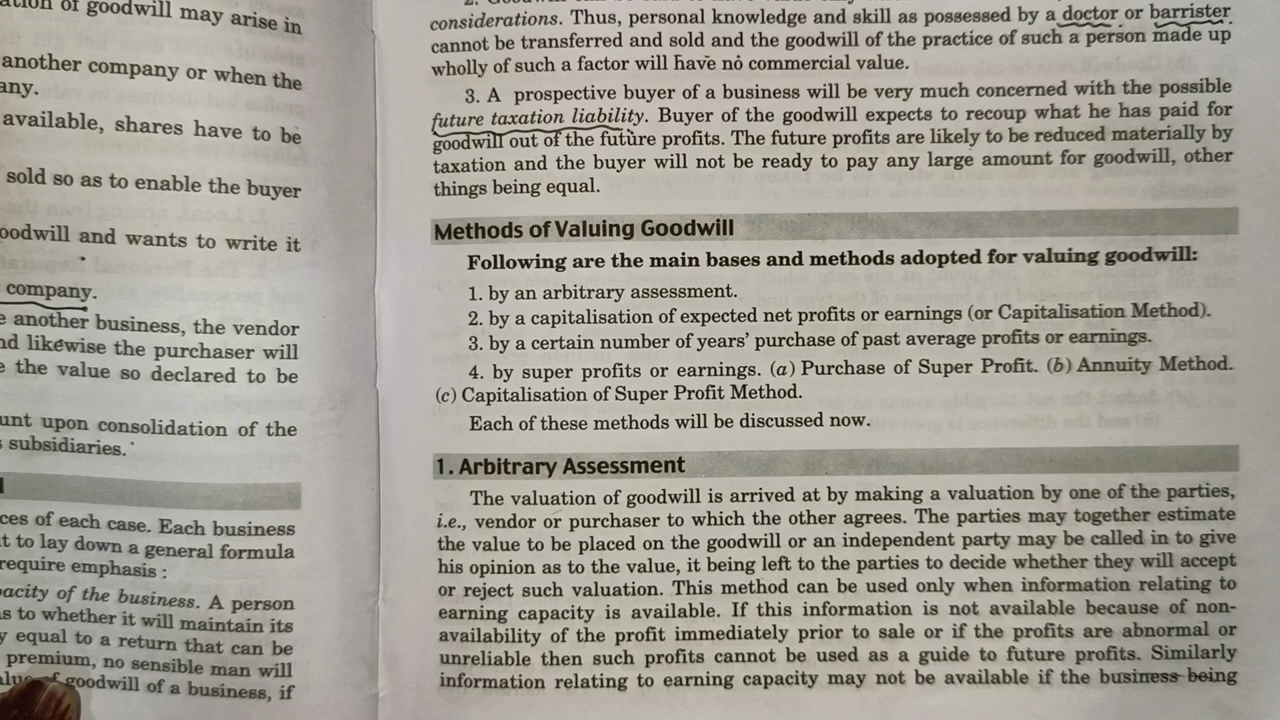 of goodwill may arise in
another company or when the
any.
available, shares have to be
sold so as to enable the buyer
goodwill and wants to write it
company.
another business, the vendor
likewise the purchaser will
the value so declared to be
upon consolidation of the
subsidiaries.
ces of each case. Each business
to lay down a general formula
require emphasis :
pacity of the business. A person
as to whether it will maintain its
equal to a return that can be
premium, no sensible man will
goodwill of a business, if
considerations. Thus, personal knowledge and skill as possessed by a doctor or barrister
cannot be transferred and sold and the goodwill of the practice of such a person made up
wholly of such a factor will have no commercial value.
3. A prospective buyer of a business will be very much concerned with the possible
future taxation liability. Buyer of the goodwill expects to recoup what he has paid for
goodwill out of the future profits. The future profits are likely to be reduced materially by
taxation and the buyer will not be ready to pay any large amount for goodwill, other
things being equal.
Methods of Valuing Goodwill
Following are the main bases and methods adopted for valuing goodwill:
1. by an arbitrary assessment.
2. by a capitalisation of expected net profits or earnings (or Capitalisation Method).
3. by a certain number of years' purchase of past average profits or earnings.
4. by super profits or earnings. (a) Purchase of Super Profit. (b) Annuity Method.
(c) Capitalisation of Super Profit Method.
Each of these methods will be discussed now.
1. Arbitrary Assessment
The valuation of goodwill is arrived at by making a valuation by one of the parties,
i.e., vendor or purchaser to which the other agrees. The parties may together estimate
the value to be placed on the goodwill or an independent party may be called in to give
his opinion as to the value, it being left to the parties to decide whether they will accept
or reject such valuation. This method can be used only when information relating to
earning capacity is available. If this information is not available because of non-
availability of the profit immediately prior to sale or if the profits are abnormal or
unreliable then such profits cannot be used as a guide to future profits. Similarly
information relating to earning capacity may not be available if the business being